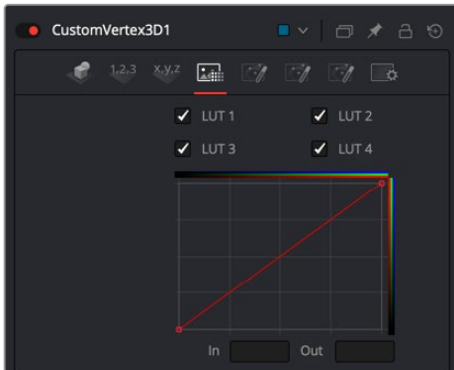 CustomVertex3D1
1,2,3 x,y,z
LUT 1 LUT 2
LUT 3 LUT 4
In Out